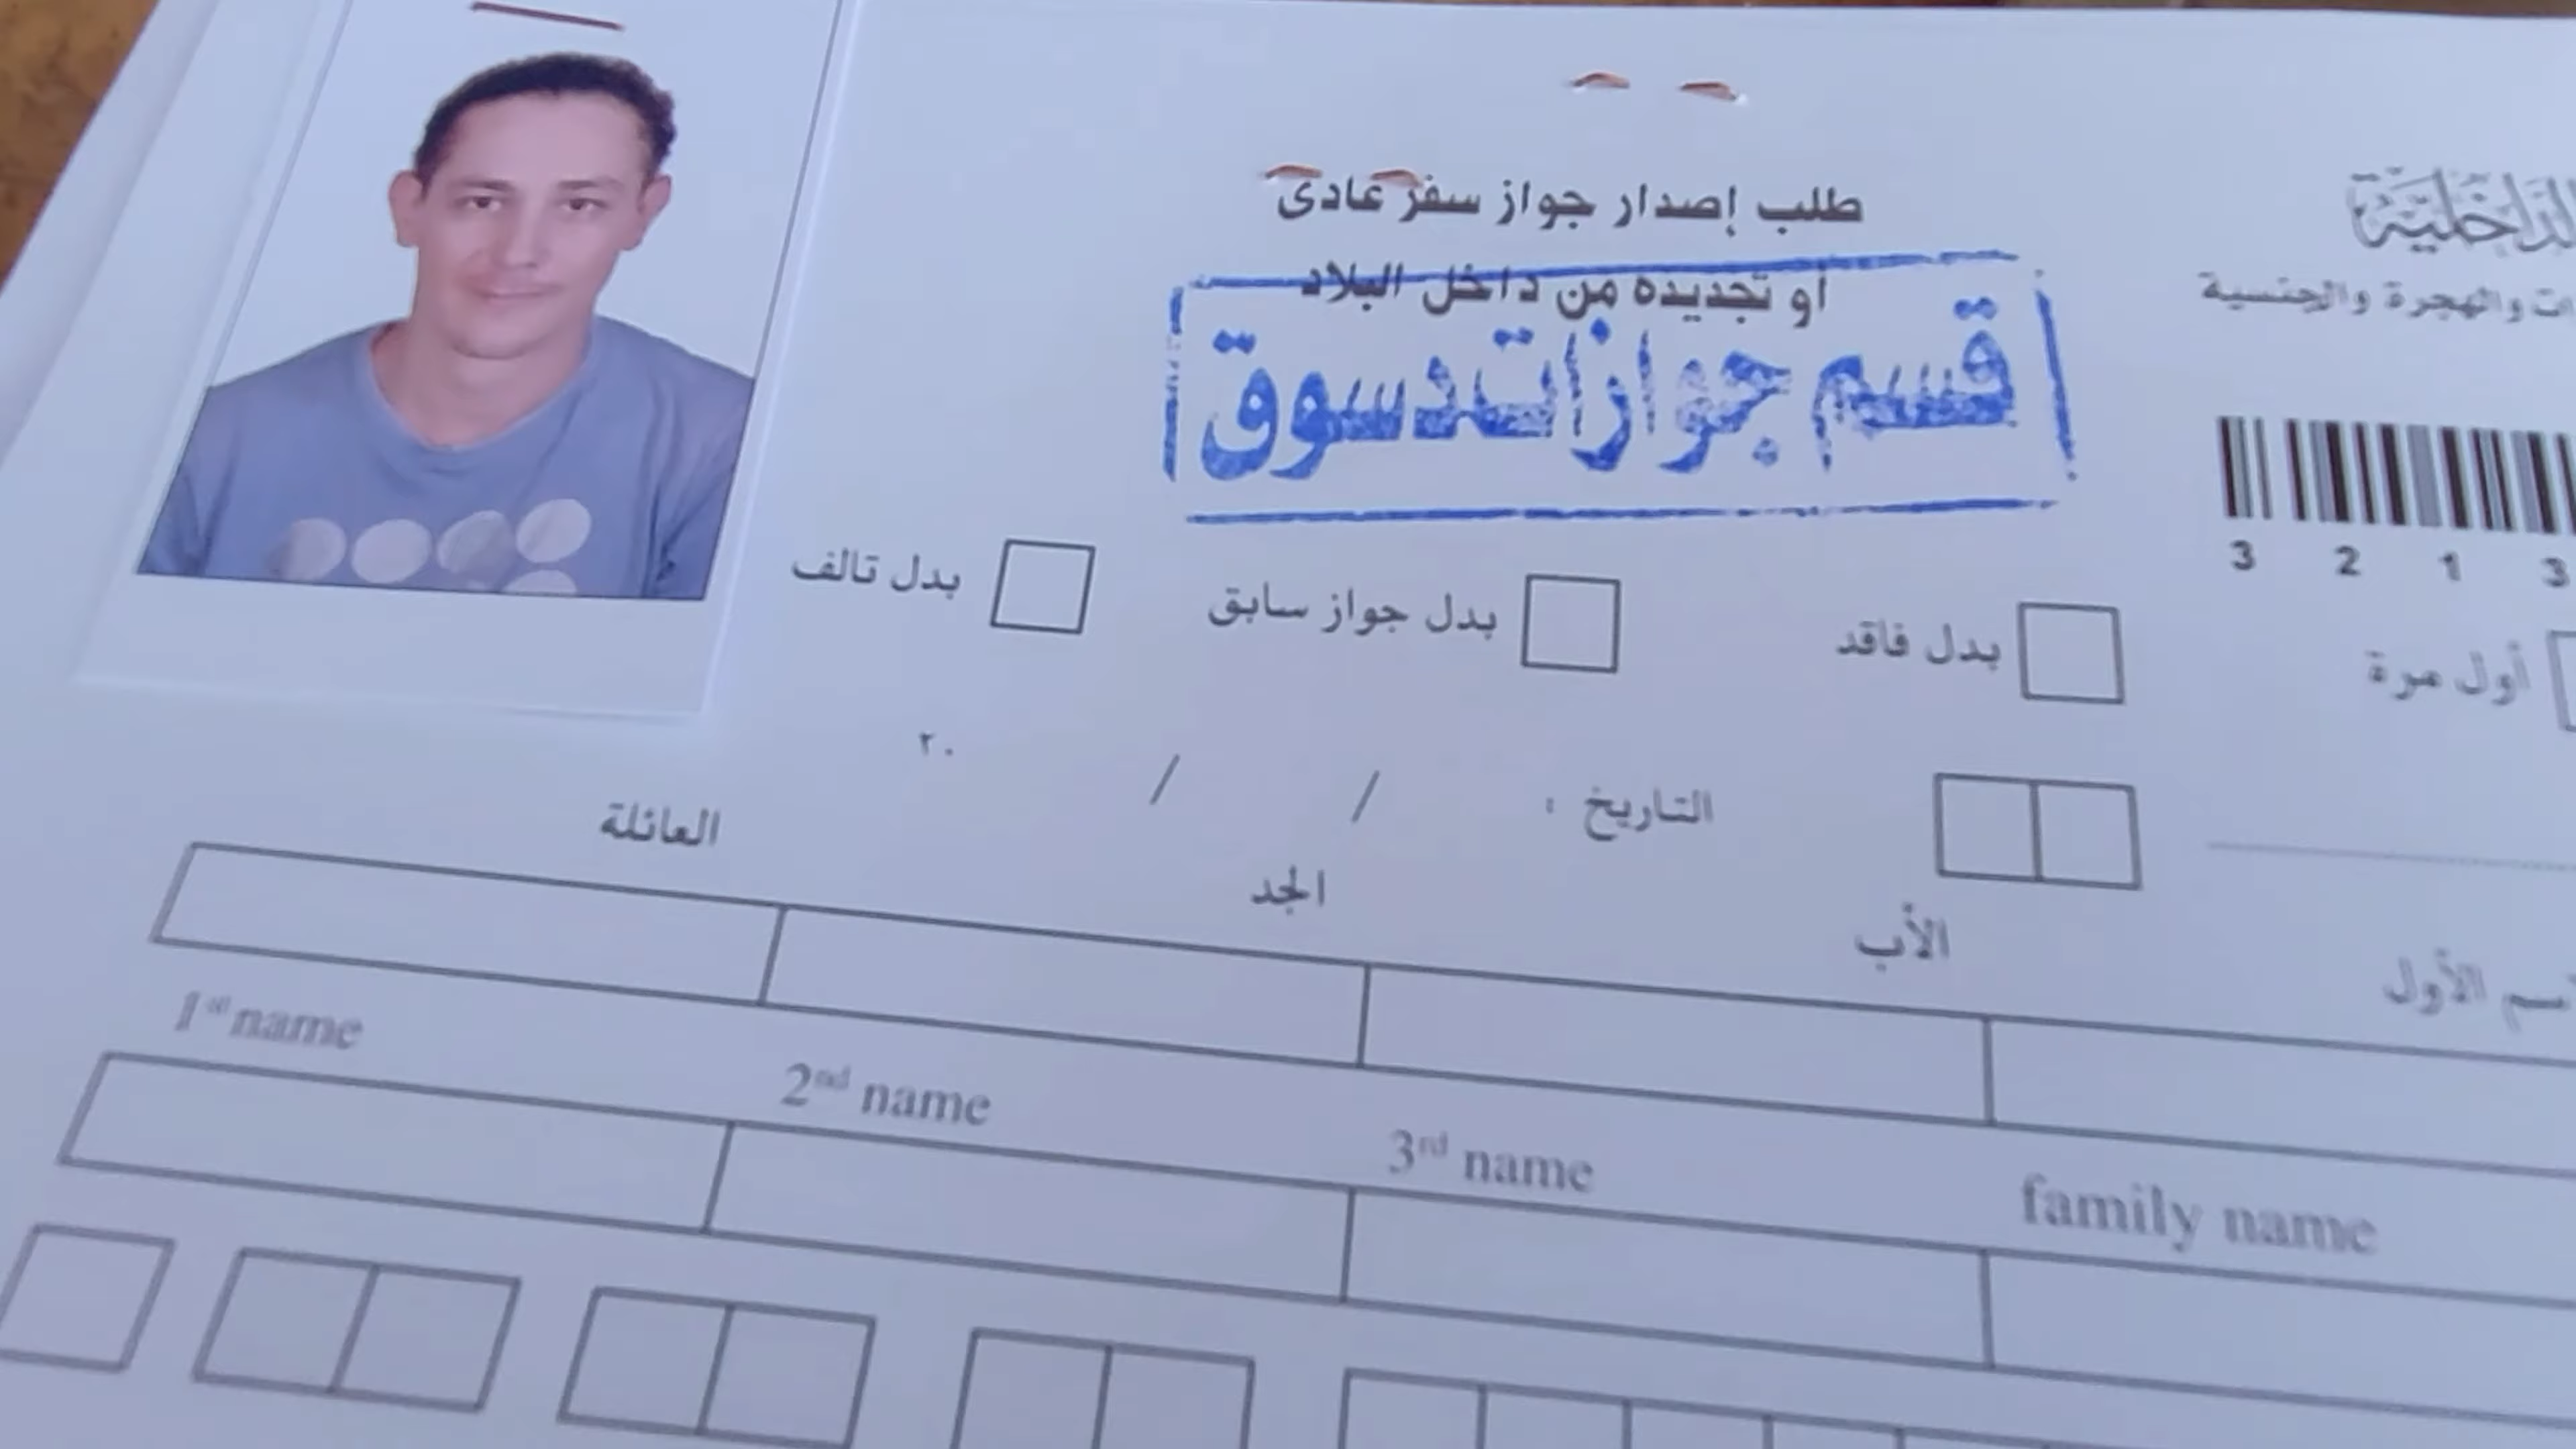 الداخلية
والهجرة والجنسية
طلب إصدار جواز سفر عادى
أو تجديده من داخل البلاد
قسم جوازات دسوق
3 2 1 3
أول مرة
بدل فاقد
بدل جواز سابق
بدل تالف
التاريخ : / / ٢٠
الأول
الأب
الجد
العائلة
1st name
2nd name
3rd name
family name